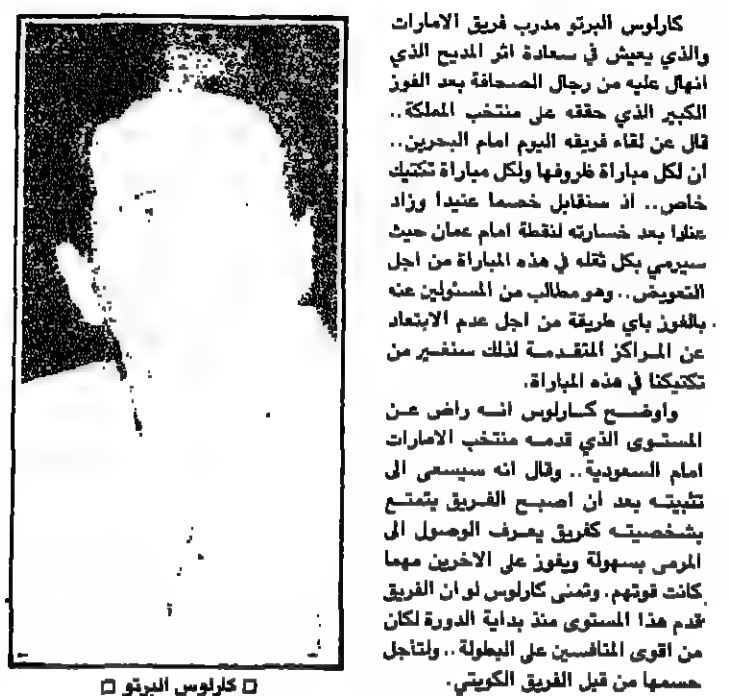 كارلوس البرتو مدرب فريق الامارات
والذي يعيش في سعادة اثر المديح الذي
انهال عليه من رجال الصحافة بعد الفوز
الكبير الذي حققه على منتخب المملكة..
قال عن لقاء فريقه اليوم امام البحرين..
ان لكل مباراة ظروفها ولكل مباراة تكتيك
خاص.. اذ سنقابل خصما عنيدا وزاد
عنادا بعد خسارته لنقطة امام عمان حيث
سيرمي بكل ثقله في هذه المباراة من اجل
التعويض.. وهو مطالب من المسئولين عنه
بالفوز باي طريقة من اجل عدم الابتعاد
عن المراكز المتقدمة لذلك سنغير من
تكتيكنا في هذه المباراة.
واوضح كارلوس انه راض عن
المستوى الذي قدمه منتخب الامارات
امام السعودية.. وقال انه سيسعى الى
تثبيته بعد ان اصبح الفريق يتمتع
بشخصيته كفريق يعرف الوصول الى
المرمى بسهولة ويفوز على الاخرين مهما
كانت قوتهم. وتمنى كارلوس لو ان الفريق
قدم هذا المستوى منذ بداية الدورة لكان
من اقوى المنافسين على البطولة.. ولتأجل
حسمها من قبل الفريق الكويتي.
□ كارلوس البرتو □